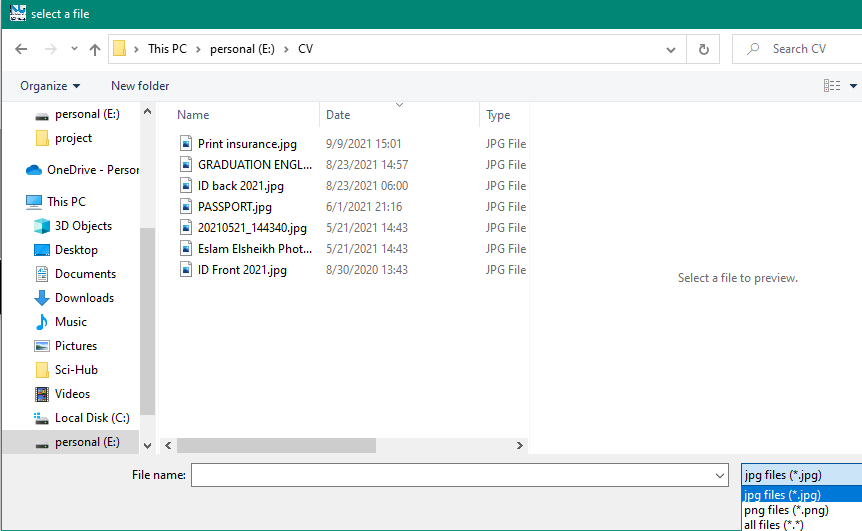 select a file
This PC > personal (E:) > CV
Search CV
Organize
New folder
personal (E:)
project
OneDrive - Person
This PC
3D Objects
Desktop
Documents
Downloads
Music
Pictures
Sci-Hub
Videos
Local Disk (C:)
personal (E:)
Name Date Type
Print insurance.jpg 9/9/2021 15:01 JPG File
GRADUATION ENGL... 8/23/2021 14:57 JPG File
ID back 2021.jpg 8/23/2021 06:00 JPG File
PASSPORT.jpg 6/1/2021 21:16 JPG File
20210521_144340.jpg 5/21/2021 14:43 JPG File
Eslam Elsheikh Phot... 5/21/2021 14:43 JPG File
ID Front 2021.jpg 8/30/2020 13:43 JPG File
Select a file to preview.
File name:
jpg files (*.jpg)
jpg files (*.jpg)
png files (*.png)
all files (*.*)